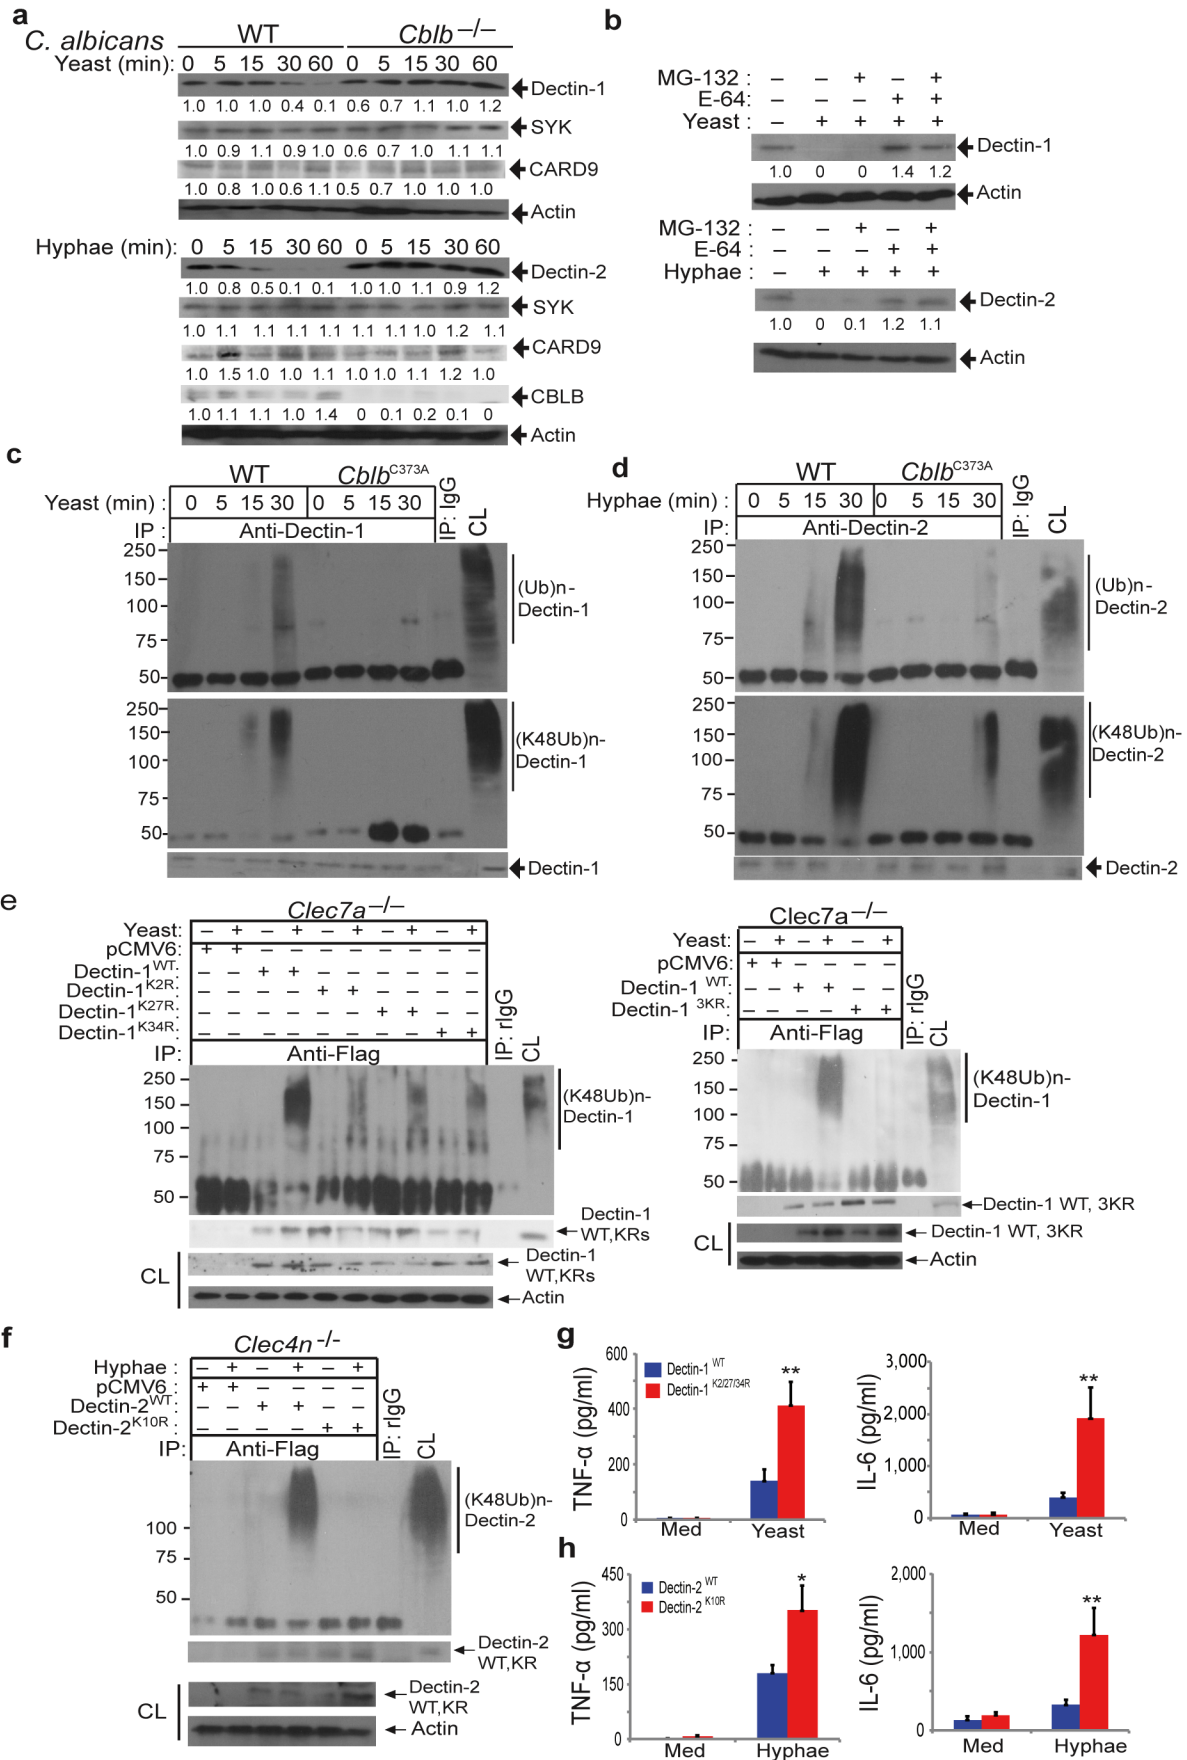 a
C. albicans
WT Cblb −/−
Yeast (min): 0 5 15 30 60 0 5 15 30 60
Dectin-1
1.0 1.0 1.0 0.4 0.1 0.6 0.7 1.1 1.0 1.2
SYK
1.0 0.9 1.1 0.9 1.0 0.6 0.7 1.0 1.1 1.1
CARD9
1.0 0.8 1.0 0.6 1.1 0.5 0.7 1.0 1.0 1.0
Actin
Hyphae (min): 0 5 15 30 60 0 5 15 30 60
Dectin-2
1.0 0.8 0.5 0.1 0.1 1.0 1.0 1.1 0.9 1.2
SYK
1.0 1.1 1.1 1.1 1.1 1.1 1.1 1.0 1.2 1.1
CARD9
1.0 1.5 1.0 1.0 1.1 1.0 1.0 1.1 1.2 1.0
CBLB
1.0 1.1 1.1 1.0 1.4 0 0.1 0.2 0.1 0
Actin
b
MG-132 : − − + − +
E-64 : − − − + +
Yeast : − + + + +
Dectin-1
1.0 0 0 1.4 1.2
Actin
MG-132 : − − + − +
E-64 : − − − + +
Hyphae : − + + + +
Dectin-2
1.0 0 0.1 1.2 1.1
Actin
c
WT Cblb C373A
Yeast (min) : 0 5 15 30 0 5 15 30
IP: IgG
CL
IP : Anti-Dectin-1
250
150
100
75
50
(Ub)n-
Dectin-1
250
150
100
75
50
(K48Ub)n-
Dectin-1
Dectin-1
d
WT Cblb C373A
Hyphae (min) : 0 5 15 30 0 5 15 30
IP: IgG
CL
IP : Anti-Dectin-2
250
150
100
75
50
(Ub)n-
Dectin-2
250
150
100
75
50
(K48Ub)n-
Dectin-2
Dectin-2
e
Clec7a −/−
Yeast: − + − + − + − + − +
pCMV6: + + − − − − − − − −
Dectin-1 WT: − − + + − − − − − −
Dectin-1 K2R: − − − − + + − − − −
Dectin-1 K27R: − − − − − − + + − −
Dectin-1 K34R: − − − − − − − − + +
IP: Anti-Flag
IP: rIgG
CL
250
150
100
75
50
(K48Ub)n-
Dectin-1
Dectin-1
WT,KRs
CL
Dectin-1
WT,KRs
Actin
Clec7a −/−
Yeast: − + − + − +
pCMV6: + + − − − −
Dectin-1 WT: − − + + − −
Dectin-1 3KR: − − − − + +
IP: Anti-Flag
IP: rIgG
CL
250
150
100
75
50
(K48Ub)n-
Dectin-1
Dectin-1 WT, 3KR
CL
Dectin-1 WT, 3KR
Actin
f
Clec4n -/-
Hyphae : − + − + − +
pCMV6 : + + − − − −
Dectin-2 WT: − − + + − −
Dectin-2 K10R: − − − − + +
IP: Anti-Flag
IP: rIgG
CL
100
75
50
(K48Ub)n-
Dectin-2
Dectin-2
WT,KR
CL
Dectin-2
WT,KR
Actin
g
TNF-α (pg/ml)
600
400
200
0
Dectin-1 WT
Dectin-1 K2/27/34R
**
Med Yeast
IL-6 (pg/ml)
3,000
2,000
1,000
0
**
Med Yeast
h
TNF-α (pg/ml)
450
300
150
0
Dectin-2 WT
Dectin-2 K10R
*
Med Hyphae
IL-6 (pg/ml)
2,000
1,000
0
**
Med Hyphae